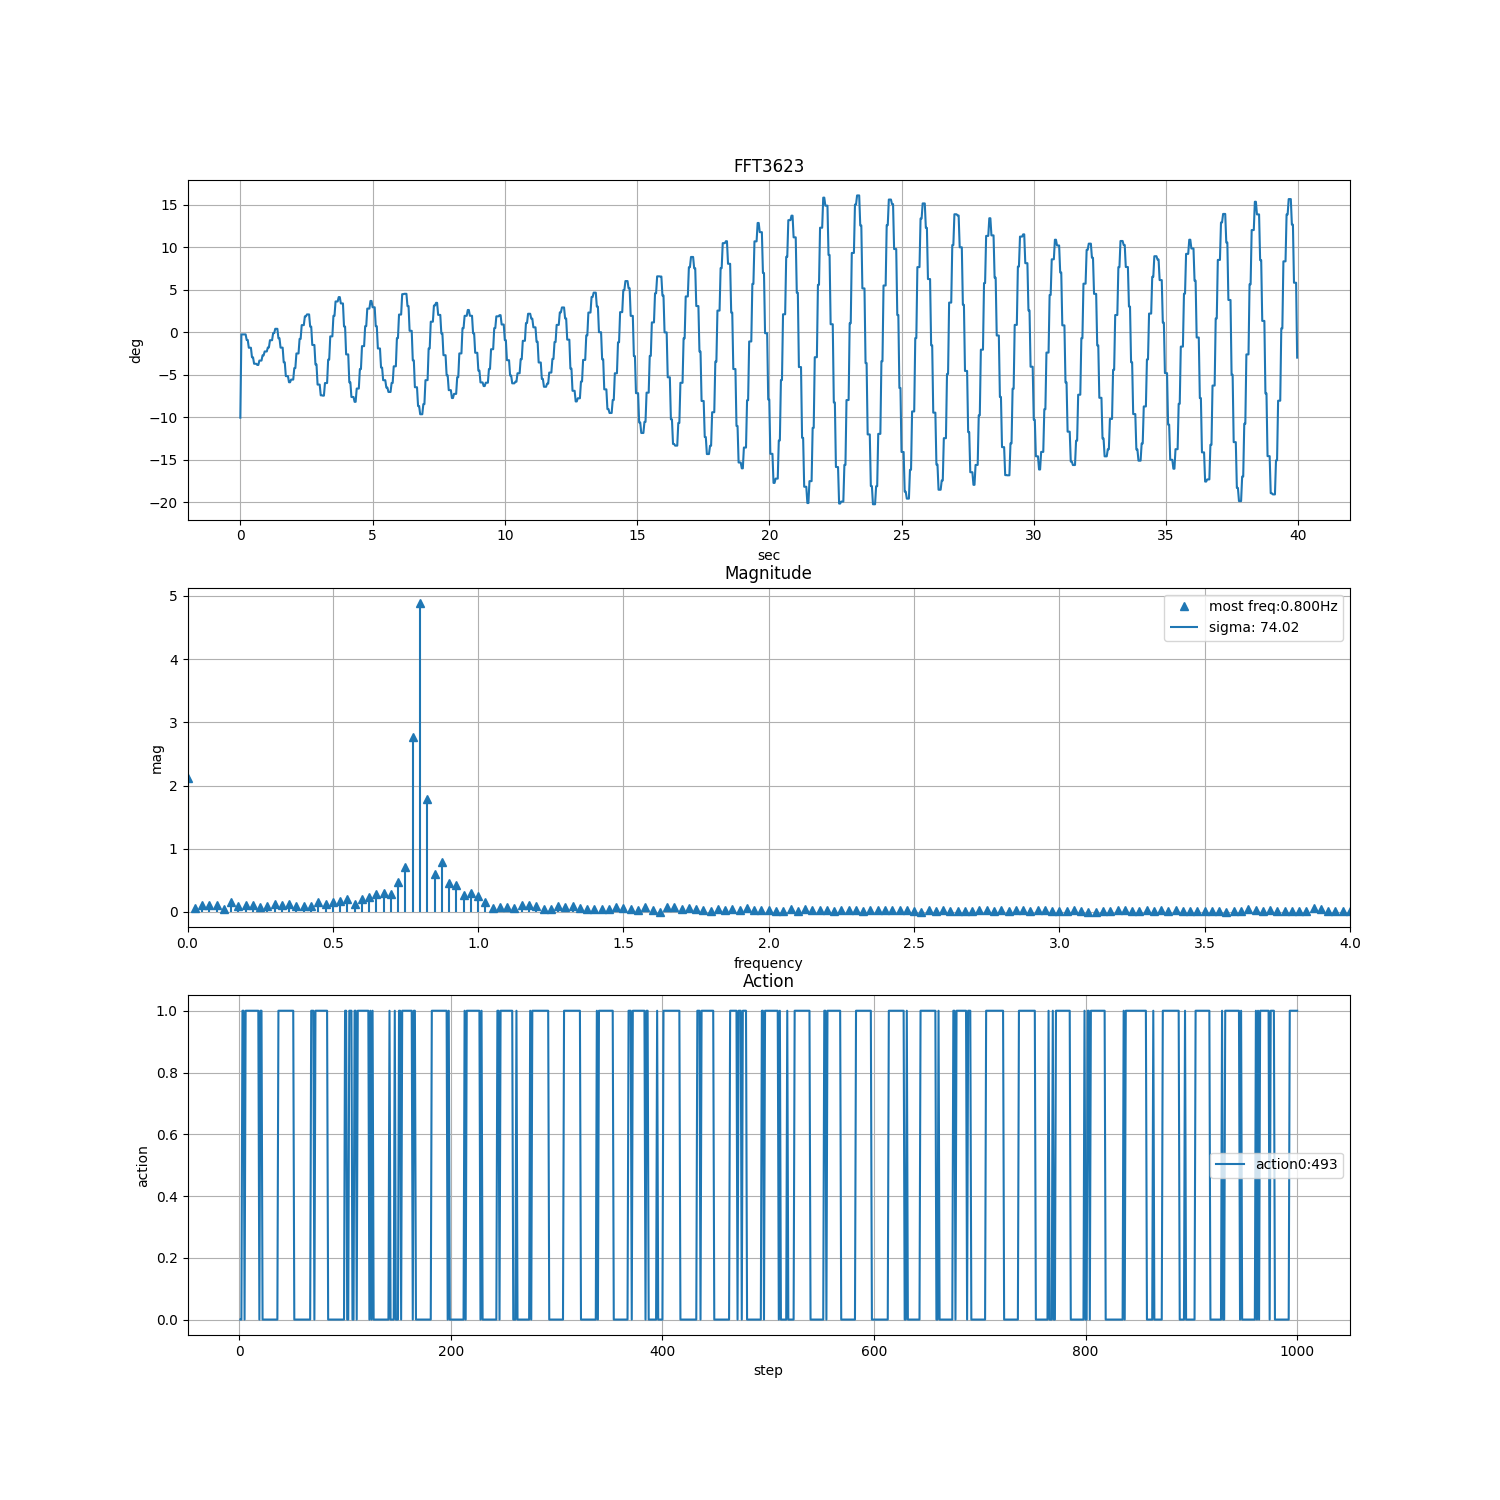 FFT3623
15
10
5
0
−5
−10
−15
−20
deg
0 5 10 15 20 25 30 35 40
sec
Magnitude
5
4
3
2
1
0
mag
most freq:0.800Hz
sigma: 74.02
0.0 0.5 1.0 1.5 2.0 2.5 3.0 3.5 4.0
frequency
Action
1.0
0.8
0.6
0.4
0.2
0.0
action
action0:493
0 200 400 600 800 1000
step